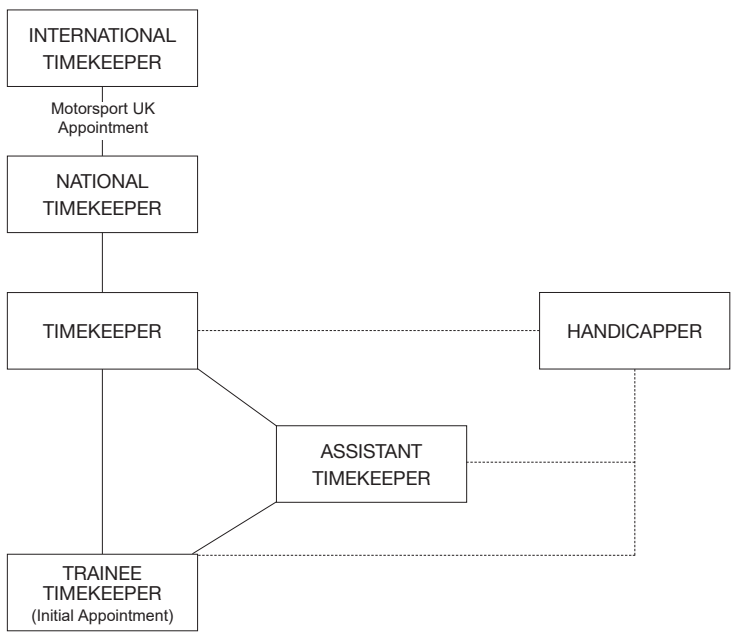 INTERNATIONAL
TIMEKEEPER
Motorsport UK
Appointment
NATIONAL
TIMEKEEPER
TIMEKEEPER
HANDICAPPER
ASSISTANT
TIMEKEEPER
TRAINEE
TIMEKEEPER
(Initial Appointment)